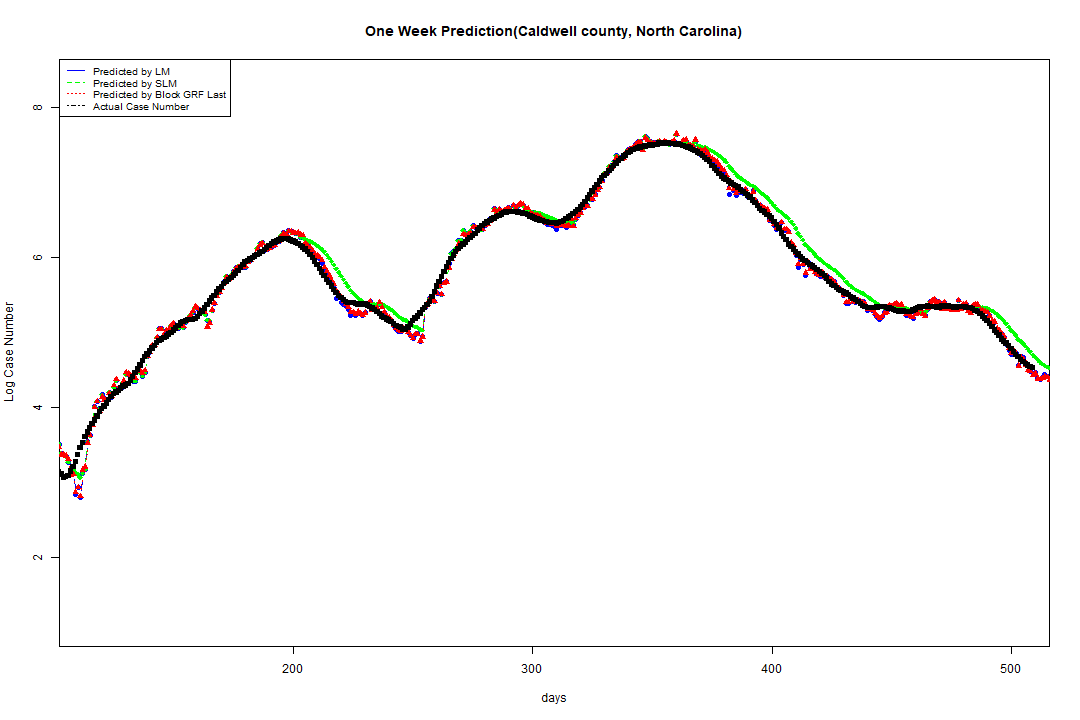 One Week Prediction(Caldwell county, North Carolina)
Predicted by LM
Predicted by SLM
Predicted by Block GRF Last
Actual Case Number
8
6
4
2
Log Case Number
200 300 400 500
days